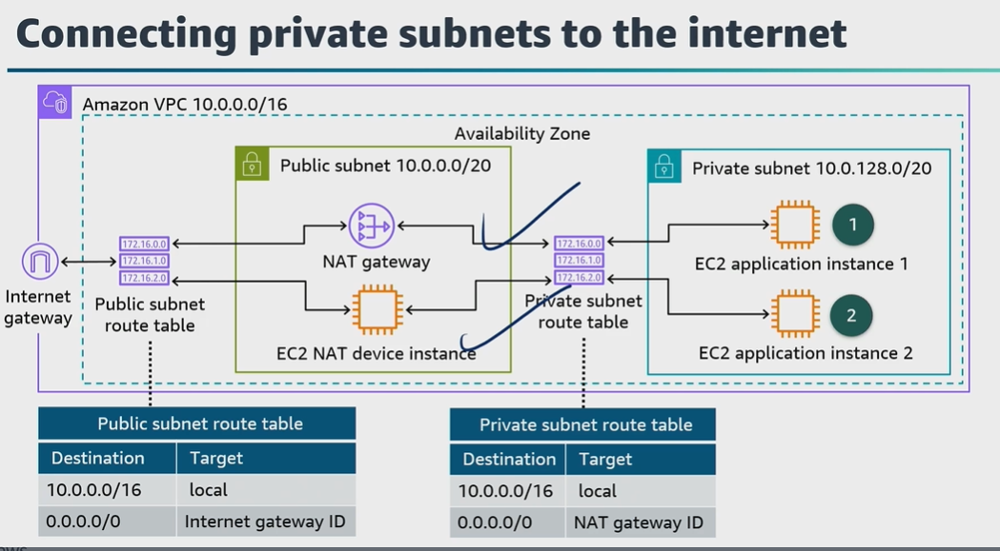 Connecting private subnets to the internet
Amazon VPC 10.0.0.0/16
Availability Zone
Public subnet 10.0.0.0/20
Private subnet 10.0.128.0/20
Internet
gateway
172.16.0.0
172.16.1.0
172.16.2.0
Public subnet
route table
NAT gateway
EC2 NAT device instance
172.16.0.0
172.16.1.0
172.16.2.0
Private subnet
route table
1
EC2 application instance 1
2
EC2 application instance 2
Public subnet route table
Destination Target
10.0.0.0/16 local
0.0.0.0/0 Internet gateway ID
Private subnet route table
Destination Target
10.0.0.0/16 local
0.0.0.0/0 NAT gateway ID